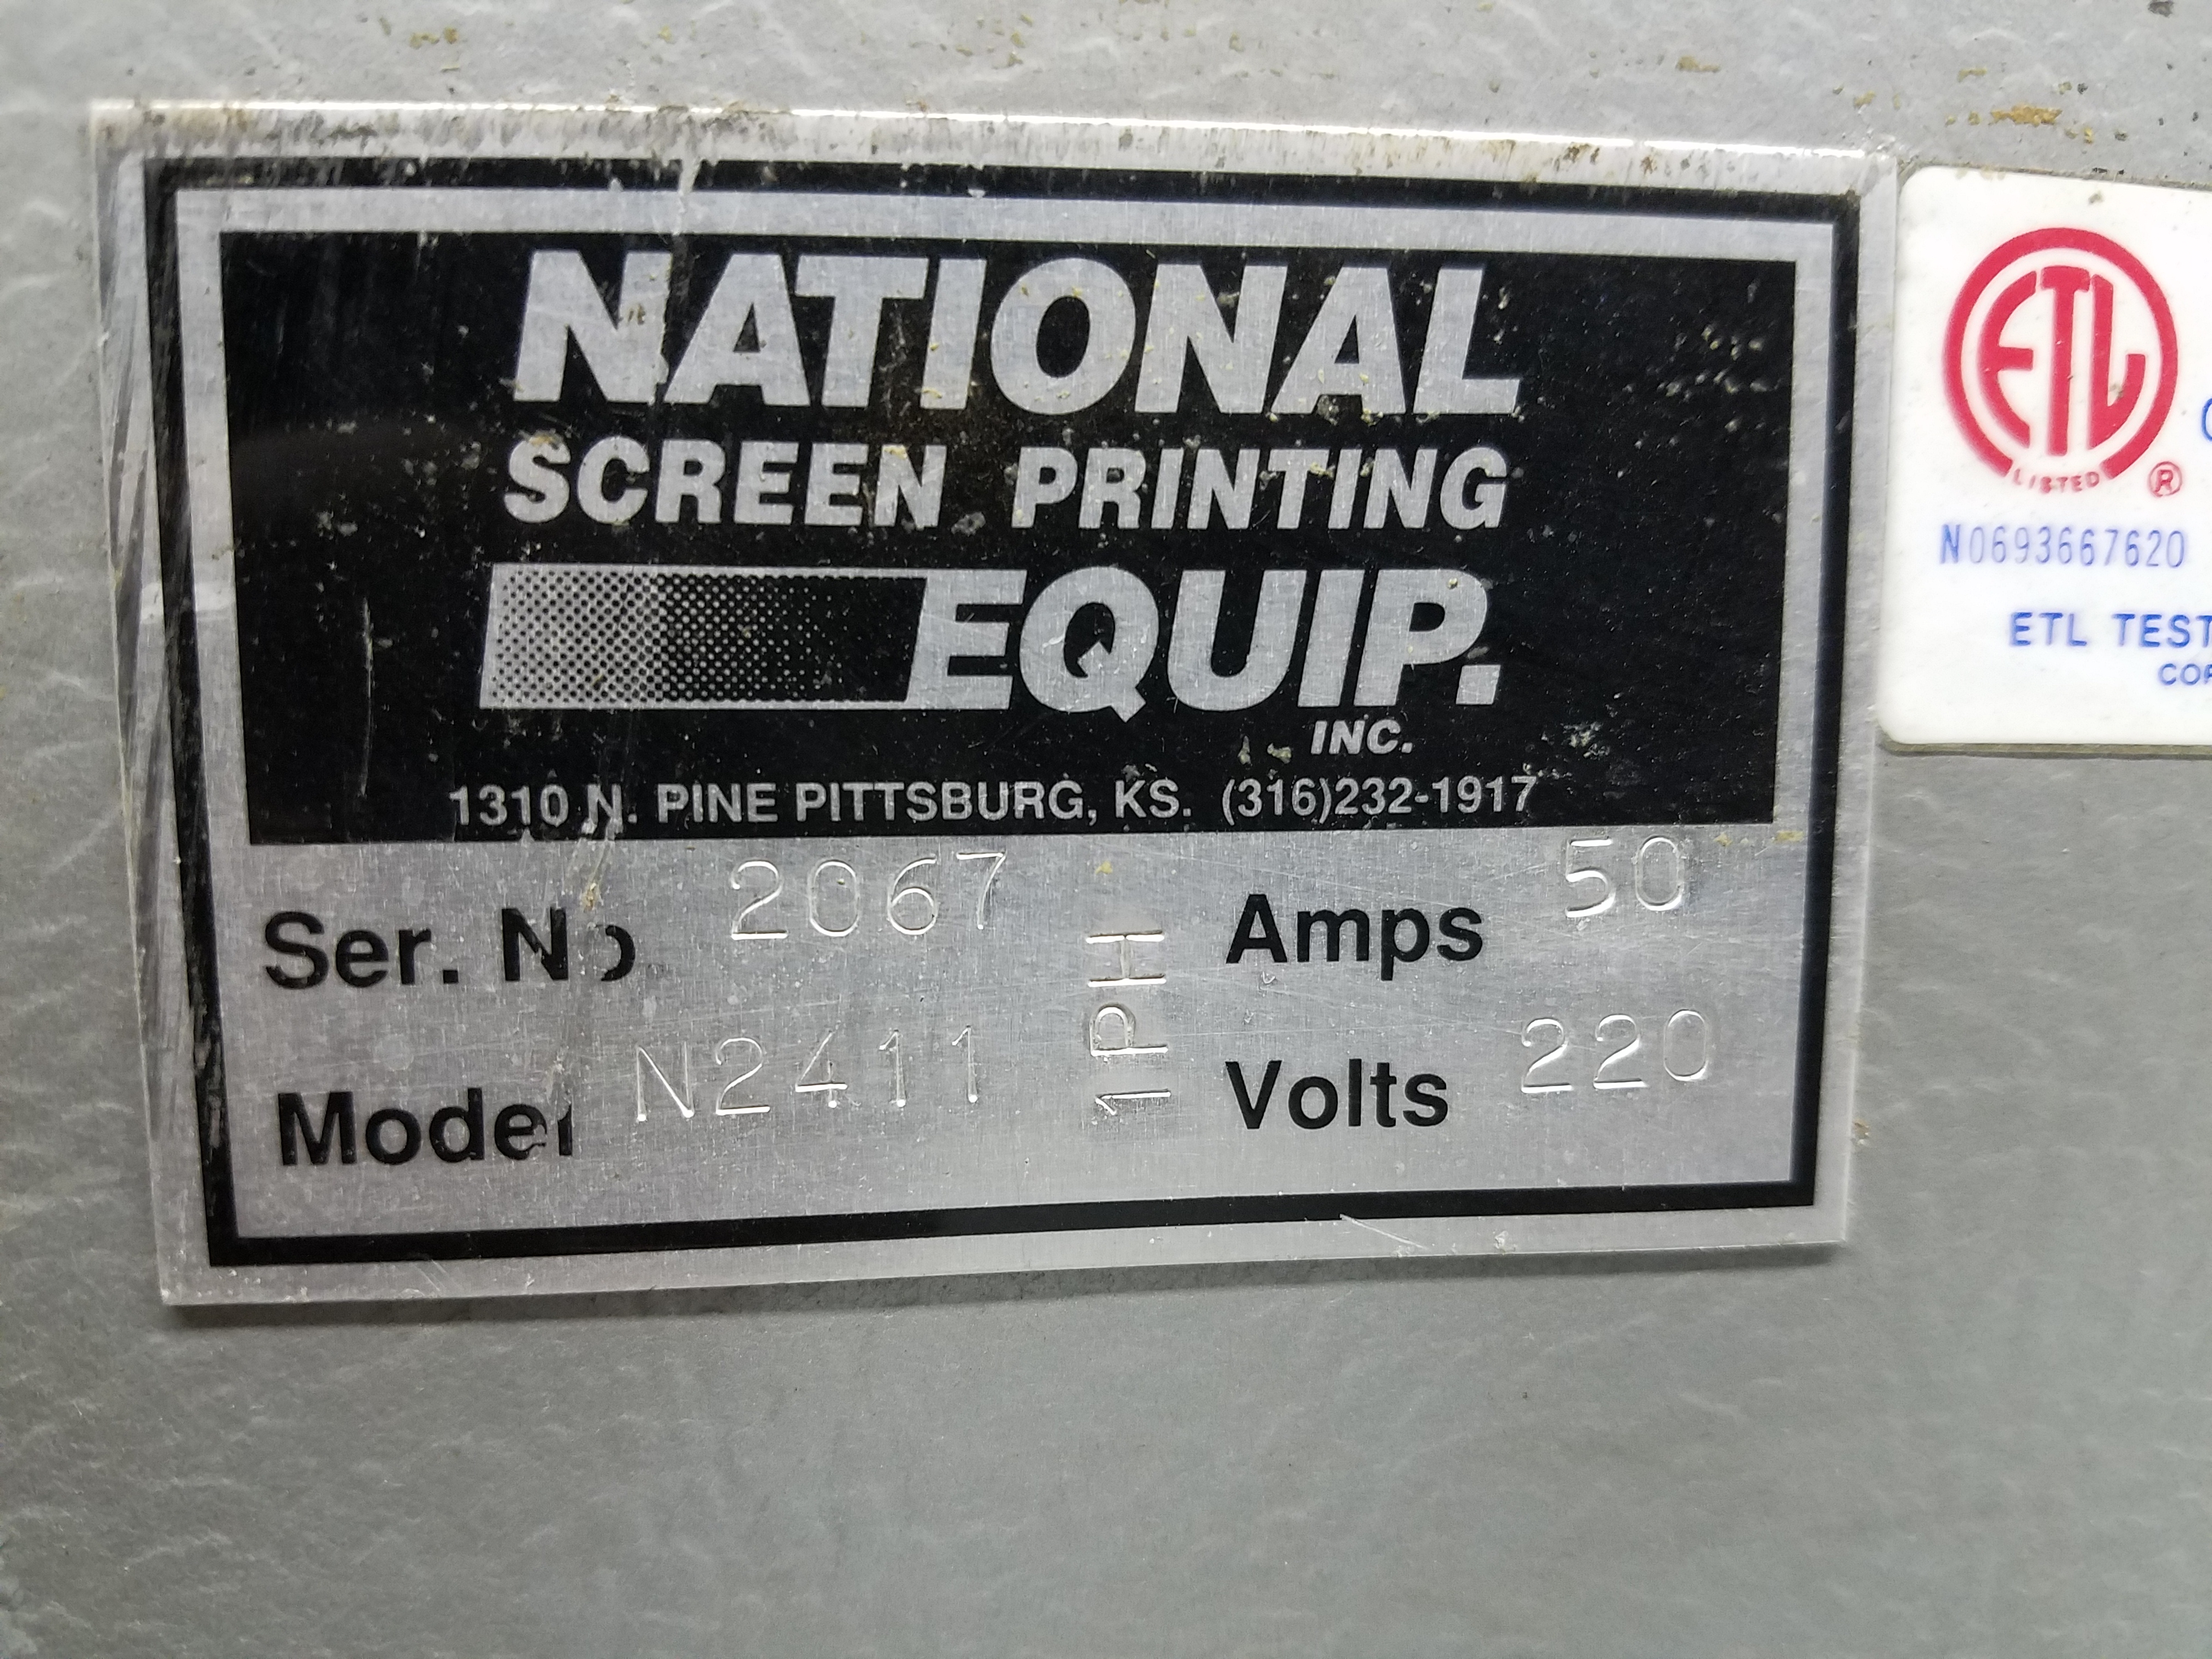 NATIONAL
SCREEN PRINTING
EQUIP.
INC.
1310 N. PINE PITTSBURG, KS. (316)232-1917
Ser. No 2067
Model N2411
1PH
Amps 50
Volts 220
ETL
LISTED ®
N0693667620
ETL TEST